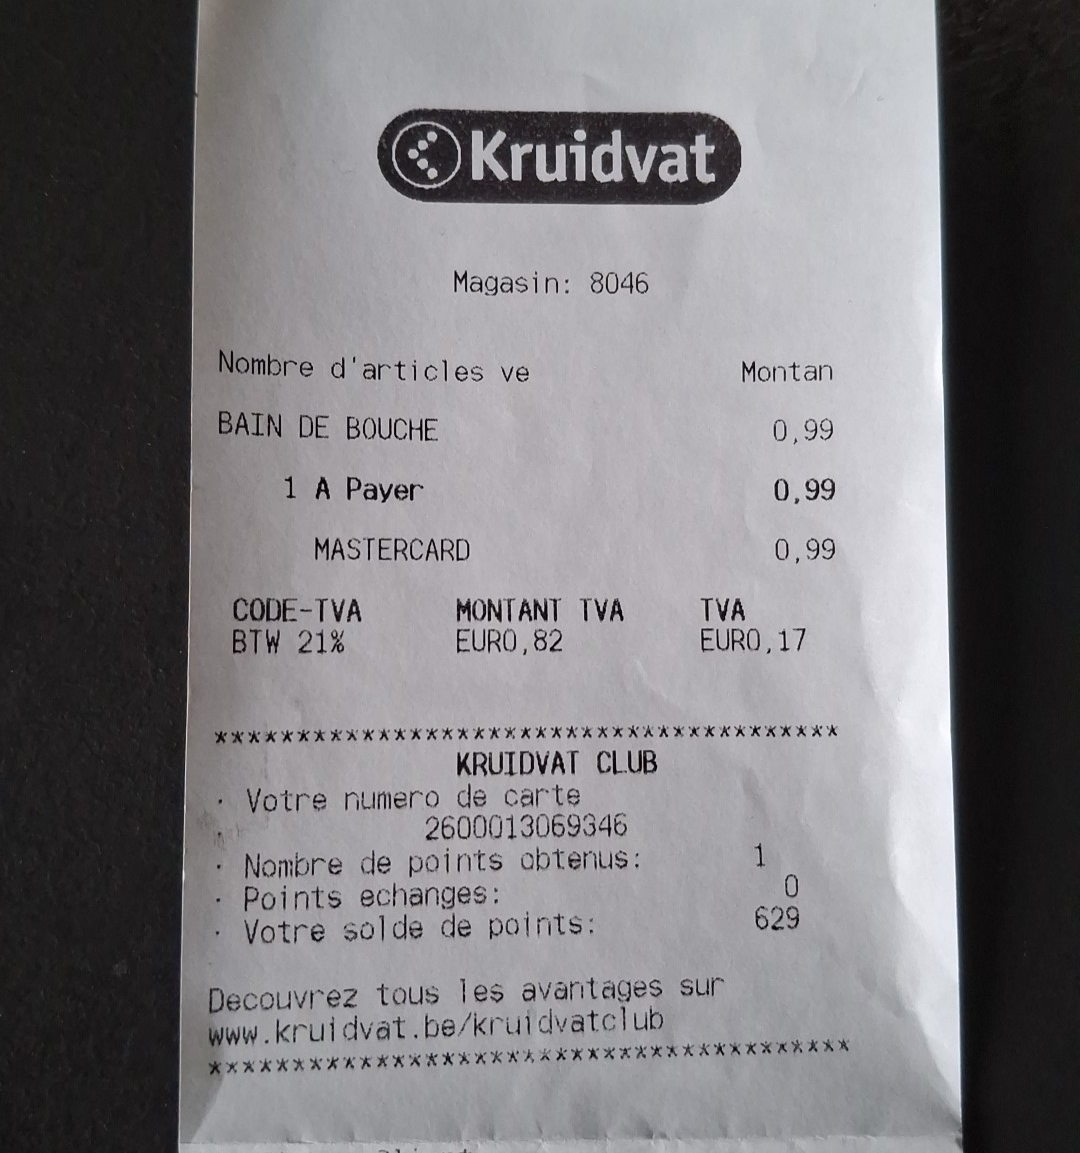 Kruidvat
Magasin: 8046
Nombre d'articles ve Montan
BAIN DE BOUCHE 0,99
1 A Payer 0,99
MASTERCARD 0,99
CODE-TVA MONTANT TVA TVA
BTW 21% EUR0,82 EUR0,17
***************************************
KRUIDVAT CLUB
· Votre numero de carte
2600013069346
· Nombre de points obtenus: 1
· Points echanges: 0
· Votre solde de points: 629
Decouvrez tous les avantages sur
www.kruidvat.be/kruidvatclub
***************************************